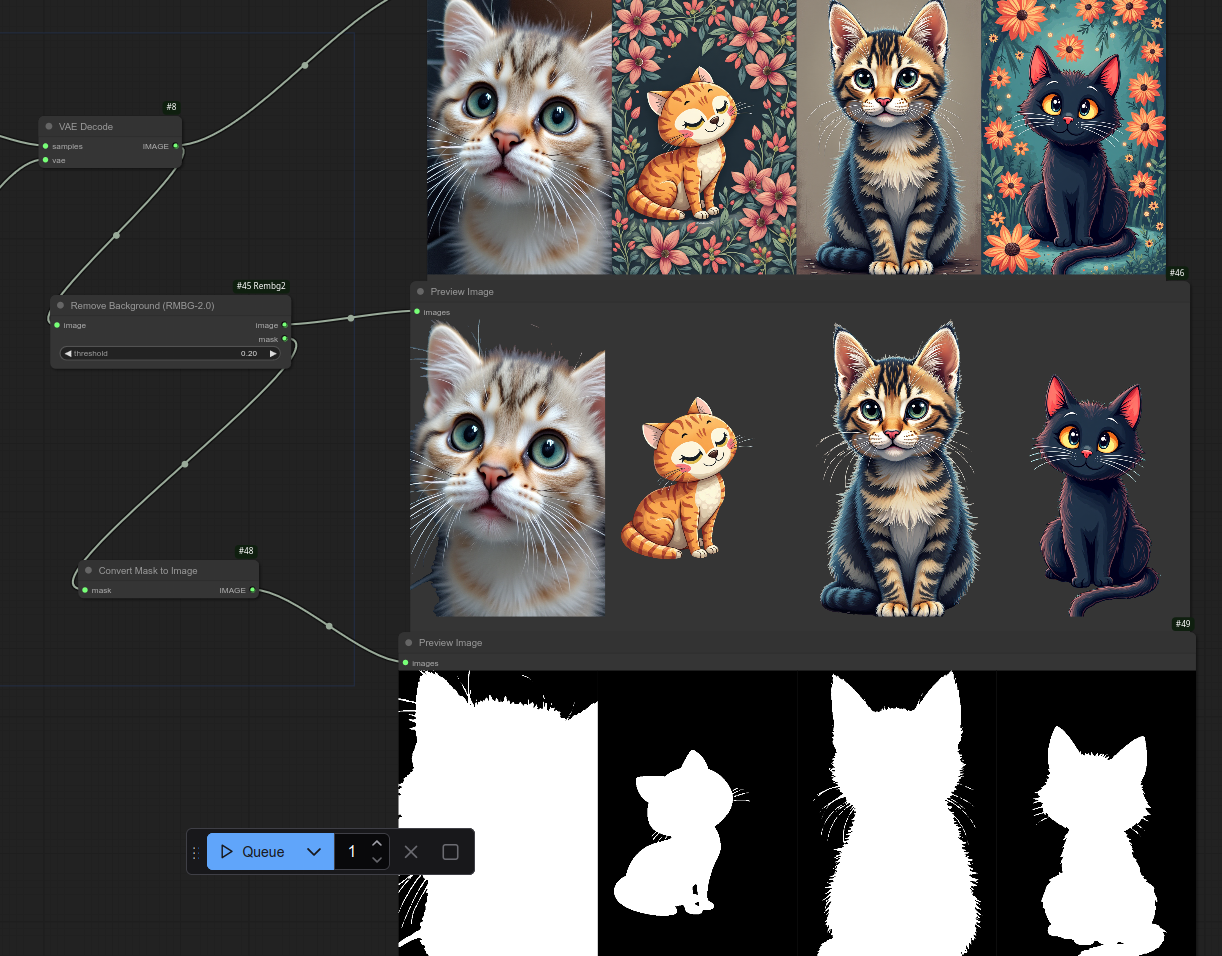 #8
VAE Decode
samples
IMAGE
vae
#46
#45 Rembg2
Preview Image
Remove Background (RMBG-2.0)
images
image
image
mask
threshold
0.20
#48
Convert Mask to Image
mask
IMAGE
#49
Preview Image
images
Queue
1